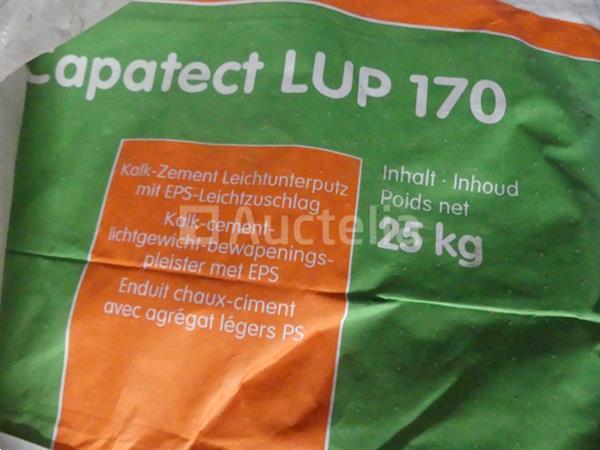 Capatect LUP 170
Kalk-Zement Leichtunterputz
mit EPS-Leichtzuschlag
Kalk-cement-
lichtgewicht-bewapenings-
pleister met EPS
Enduit chaux-ciment
avec agrégat légers PS
Inhalt · Inhoud
Poids net
25 kg
Auctelia